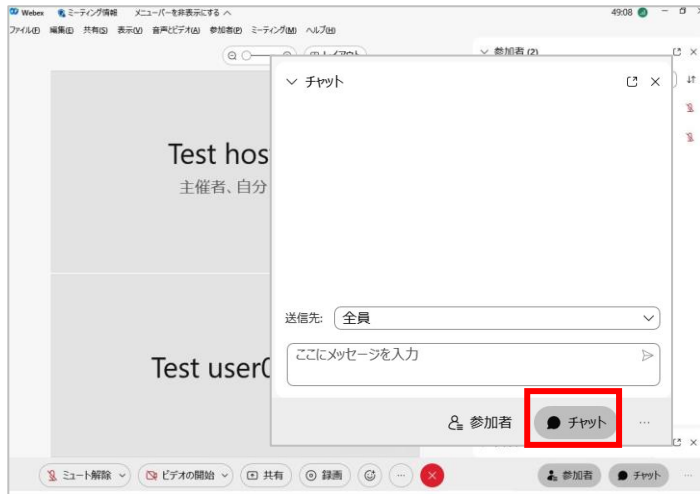 Webex ミーティング情報 メニューバーを非表示にする 49:08
ファイル(F) 編集(E) 共有(S) 表示(V) 音声とビデオ(A) 参加者(P) ミーティング(M) ヘルプ(H)
レイアウト
参加者 (2)
チャット
Test hos
主催者、自分
送信先: 全員
ここにメッセージを入力
Test user0
参加者 チャット
ミュート解除 ビデオの開始 共有 録画 参加者 チャット